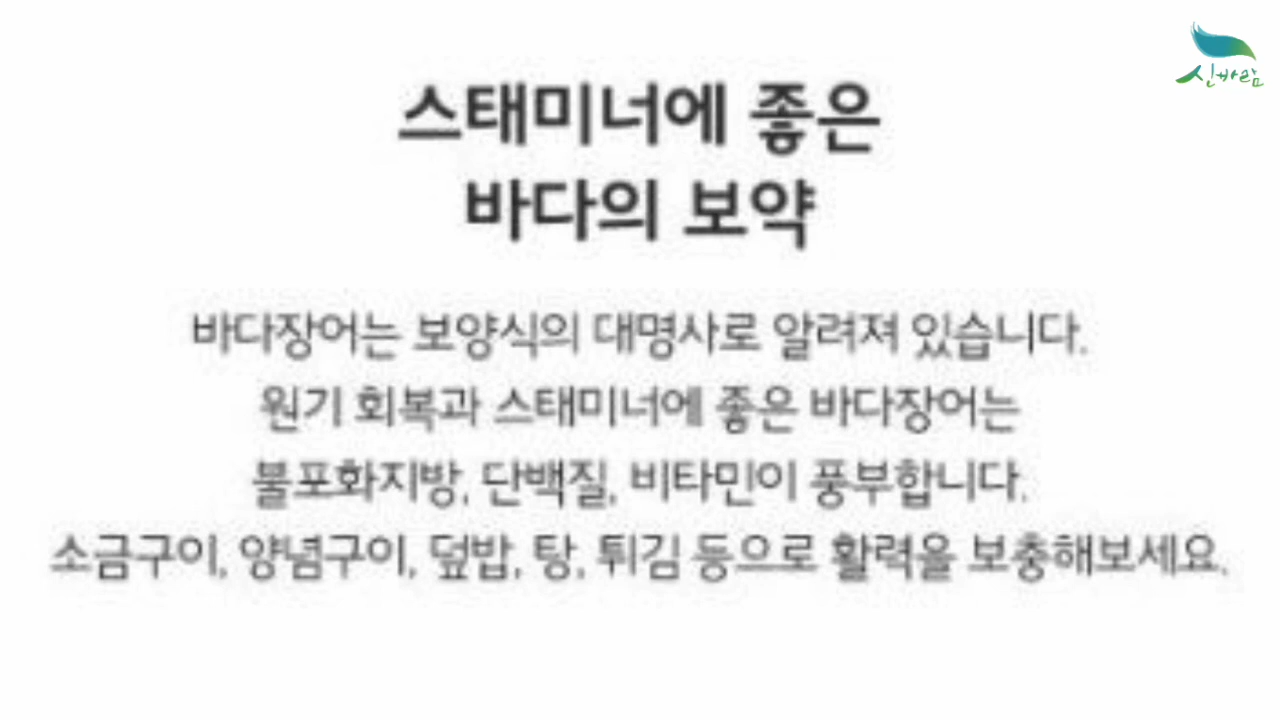 신바람
스태미너에 좋은
바다의 보약
바다장어는 보양식의 대명사로 알려져 있습니다.
원기 회복과 스태미너에 좋은 바다장어는
불포화지방, 단백질, 비타민이 풍부합니다.
소금구이, 양념구이, 덮밥, 탕, 튀김 등으로 활력을 보충해보세요.